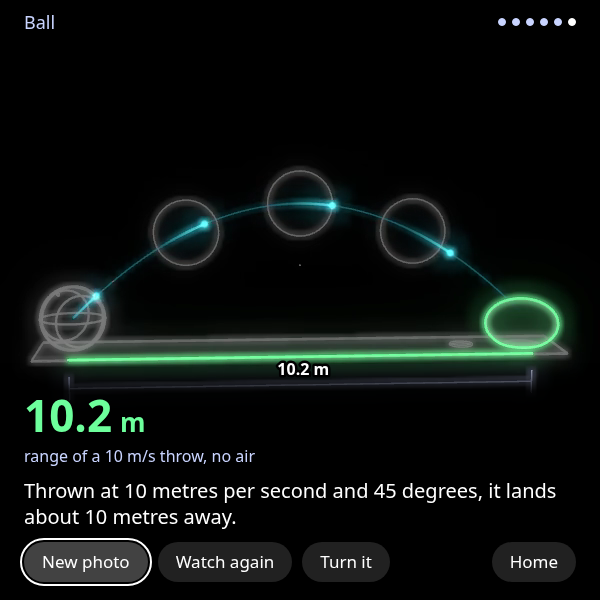 Ball
10.2 m
10.2 m
range of a 10 m/s throw, no air
Thrown at 10 metres per second and 45 degrees, it lands
about 10 metres away.
New photo
Watch again
Turn it
Home